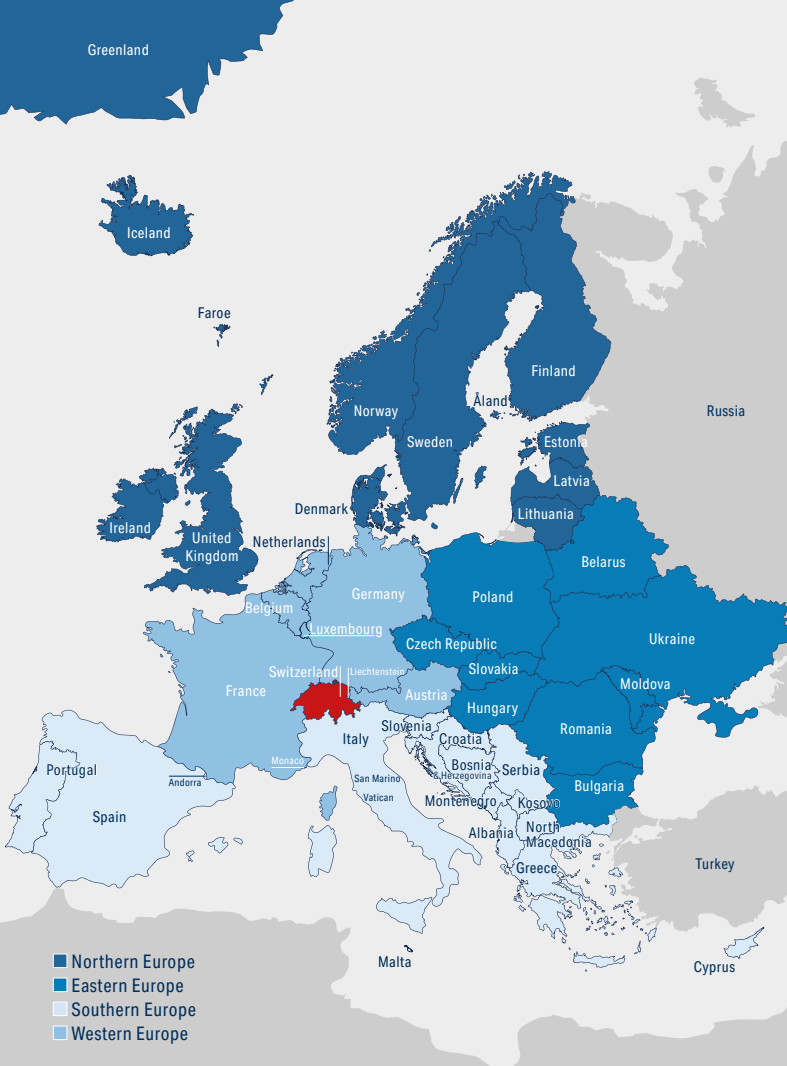 Greenland
Iceland
Faroe
Finland
Åland
Norway
Russia
Sweden
Estonia
Latvia
Denmark
Lithuania
Ireland
United
Kingdom
Netherlands
Belarus
Germany
Poland
Belgium
Luxembourg
Ukraine
Czech Republic
Slovakia
Switzerland
Liechtenstein
Moldova
France
Austria
Hungary
Slovenia
Romania
Italy
Croatia
Monaco
Bosnia
& Herzegovina
Serbia
Portugal
San Marino
Andorra
Bulgaria
Vatican
Montenegro
Kosovo
Spain
North
Macedonia
Albania
Greece
Turkey
Malta
Cyprus
Northern Europe
Eastern Europe
Southern Europe
Western Europe